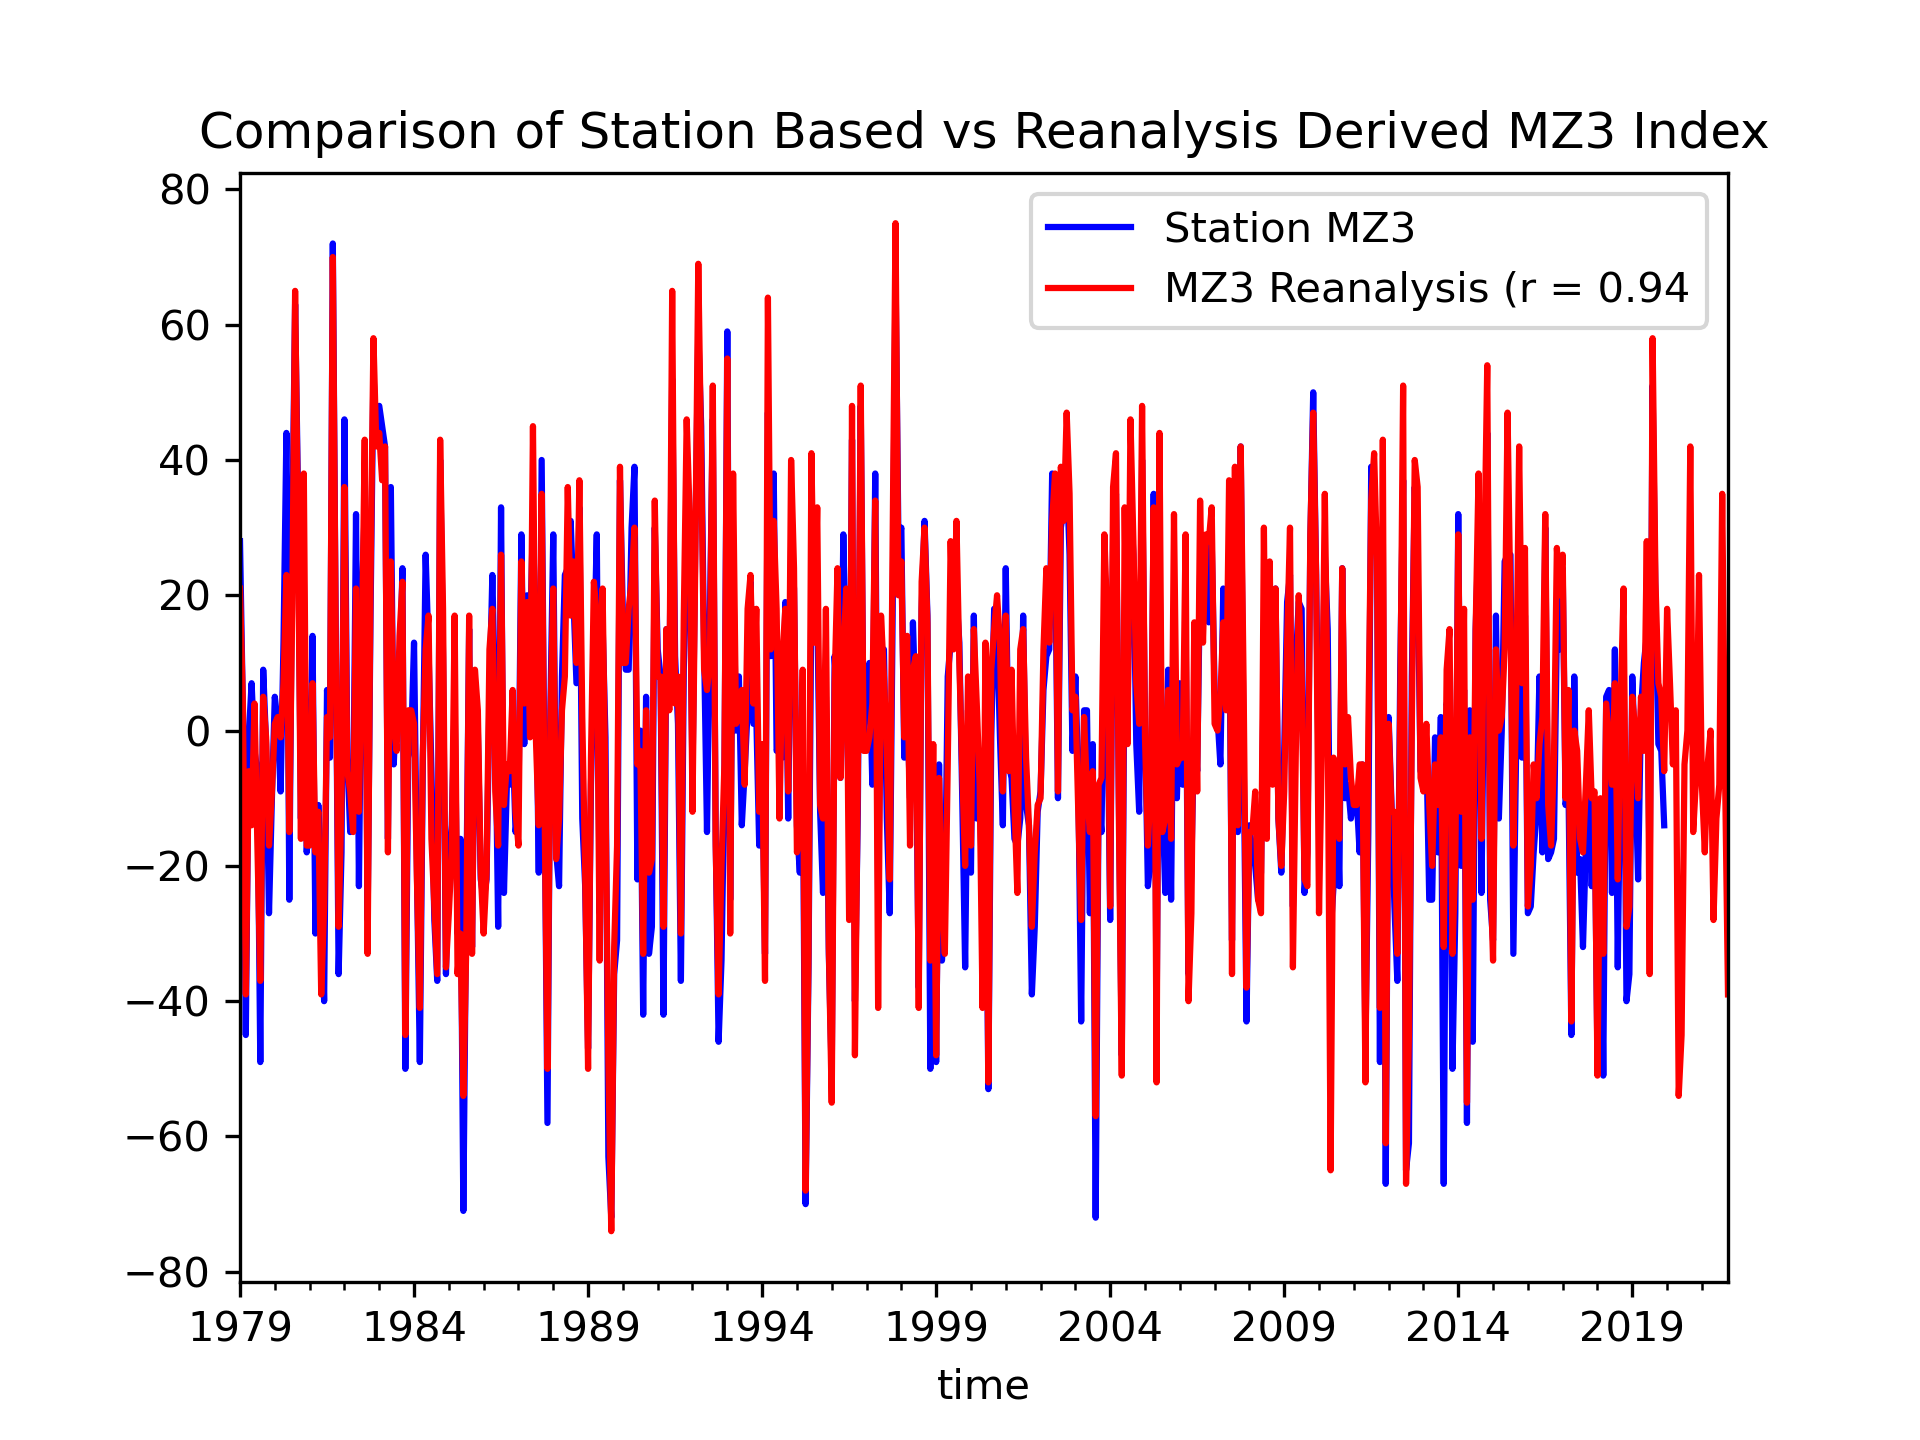 Comparison of Station Based vs Reanalysis Derived MZ3 Index
80
60
40
20
0
−20
−40
−60
−80
Station MZ3
MZ3 Reanalysis (r = 0.94
1979 1984 1989 1994 1999 2004 2009 2014 2019
time